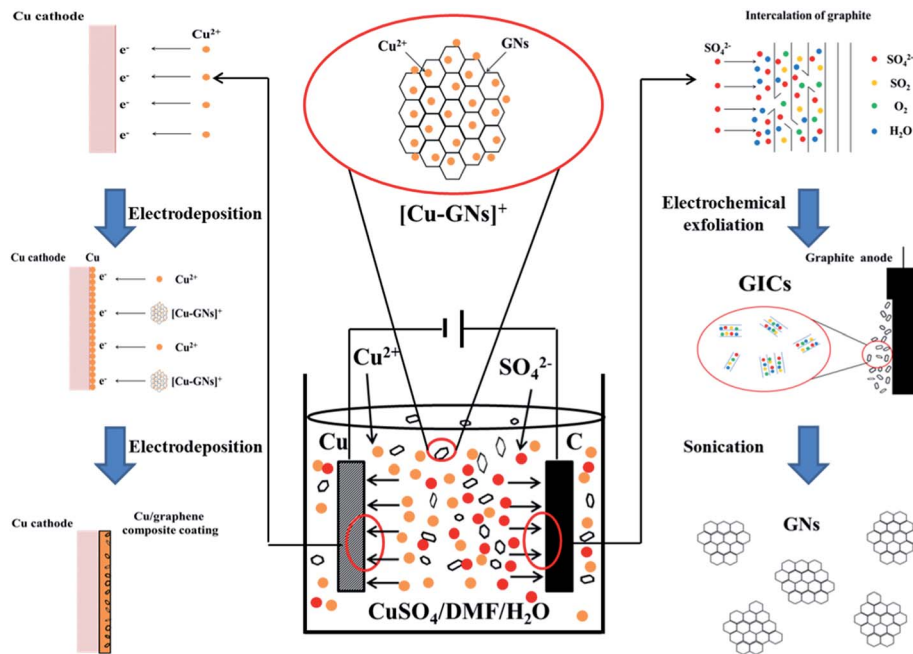 Cu cathode
Cu²⁺
e⁻
e⁻
e⁻
e⁻
Electrodeposition
Cu cathode
Cu
e⁻
Cu²⁺
e⁻
[Cu-GNs]⁺
e⁻
Cu²⁺
e⁻
[Cu-GNs]⁺
Electrodeposition
Cu cathode
Cu/graphene
composite coating
Cu²⁺
GNs
[Cu-GNs]⁺
Cu²⁺
SO₄²⁻
Cu
C
CuSO₄/DMF/H₂O
Intercalation of graphite
SO₄²⁻
SO₄²⁻
SO₂
O₂
H₂O
Electrochemical
exfoliation
Graphite anode
GICs
Sonication
GNs